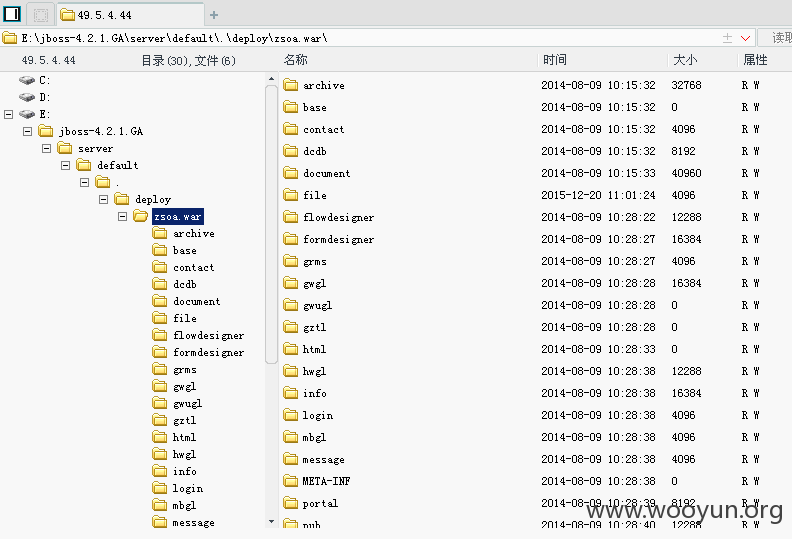 49.5.4.44
E:\jboss-4.2.1.GA\server\default\.\deploy\zsoa.war\ 读取
49.5.4.44 目录(30),文件(6) 名称 时间 大小 属性
C:
D:
E:
jboss-4.2.1.GA
server
default
.
deploy
zsoa.war
archive
base
contact
dcdb
document
file
flowdesigner
formdesigner
grms
gwgl
gwugl
gztl
html
hwgl
info
login
mbgl
message
archive 2014-08-09 10:15:32 32768 R W
base 2014-08-09 10:15:32 0 R W
contact 2014-08-09 10:15:32 4096 R W
dcdb 2014-08-09 10:15:32 8192 R W
document 2014-08-09 10:15:33 40960 R W
file 2015-12-20 11:01:24 4096 R W
flowdesigner 2014-08-09 10:28:22 12288 R W
formdesigner 2014-08-09 10:28:27 16384 R W
grms 2014-08-09 10:28:27 4096 R W
gwgl 2014-08-09 10:28:28 16384 R W
gwugl 2014-08-09 10:28:28 0 R W
gztl 2014-08-09 10:28:28 0 R W
html 2014-08-09 10:28:33 0 R W
hwgl 2014-08-09 10:28:38 12288 R W
info 2014-08-09 10:28:38 16384 R W
login 2014-08-09 10:28:38 4096 R W
mbgl 2014-08-09 10:28:38 4096 R W
message 2014-08-09 10:28:38 4096 R W
META-INF 2014-08-09 10:28:38 0 R W
portal 2014-08-09 10:28:39 8192 R W
pub 2014-08-09 10:28:40 12288 R W
www.wooyun.org